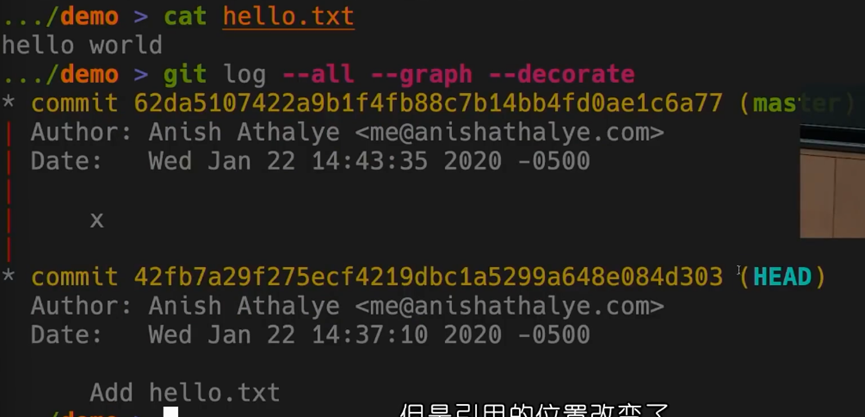 .../demo > cat hello.txt
hello world
.../demo > git log --all --graph --decorate
* commit 62da5107422a9b1f4fb88c7b14bb4fd0ae1c6a77 (master)
| Author: Anish Athalye <me@anishathalye.com>
| Date:   Wed Jan 22 14:43:35 2020 -0500
|
|     x
|
* commit 42fb7a29f275ecf4219dbc1a5299a648e084d303 (HEAD)
Author: Anish Athalye <me@anishathalye.com>
Date:   Wed Jan 22 14:37:10 2020 -0500
Add hello.txt
.../demo >
但是引用的位置改变了